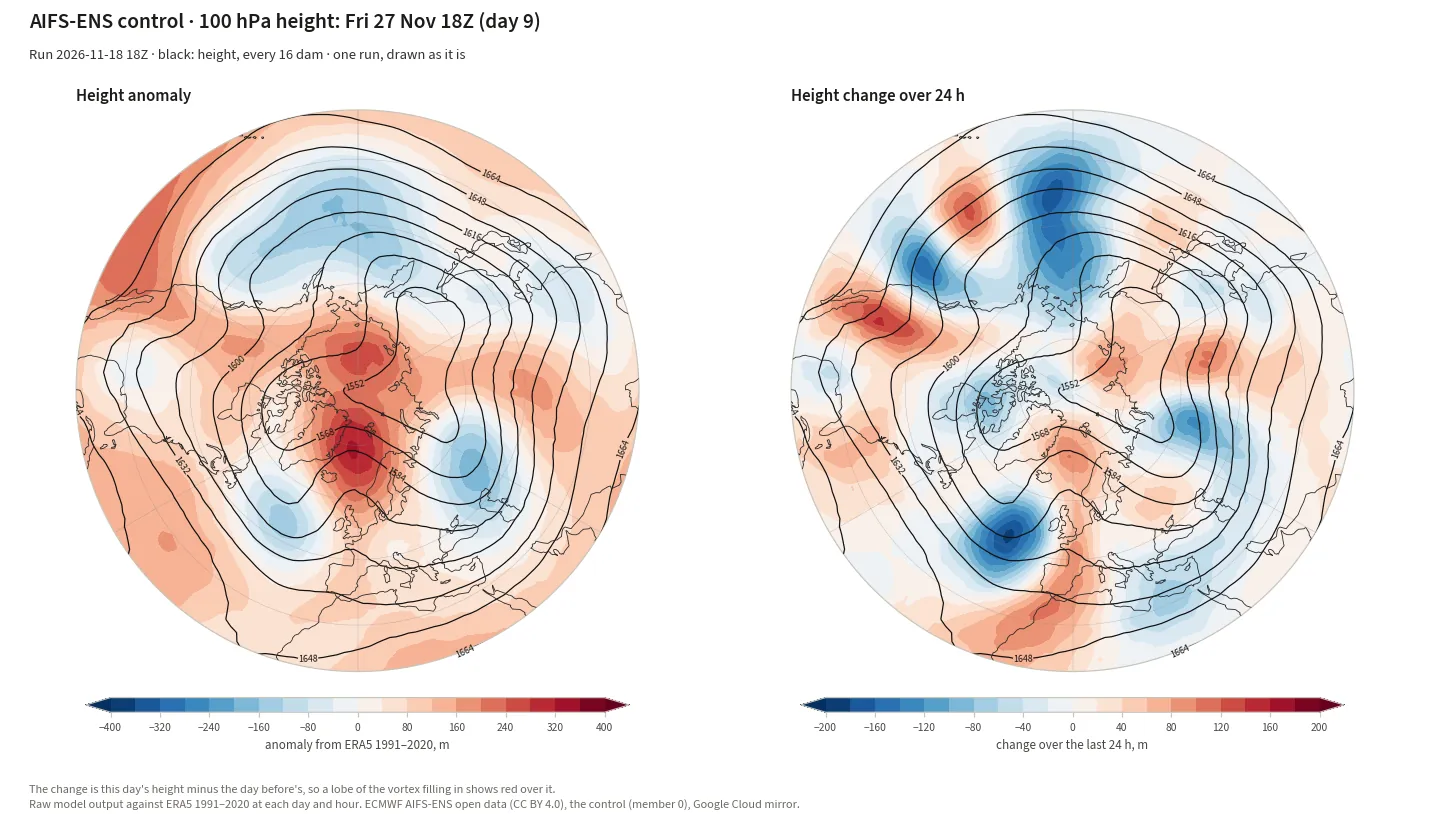 AIFS-ENS control · 100 hPa height: Fri 27 Nov 18Z (day 9)
Run 2026-11-18 18Z · black: height, every 16 dam · one run, drawn as it is
Height anomaly
Height change over 24 h
1664
1648
1616
1600
1552
1568
1584
1632
1664
1648
1664
1664
1648
1616
1600
1552
1568
1584
1632
1664
1648
1664
−400 −320 −240 −160 −80 0 80 160 240 320 400
anomaly from ERA5 1991–2020, m
−200 −160 −120 −80 −40 0 40 80 120 160 200
change over the last 24 h, m
The change is this day's height minus the day before's, so a lobe of the vortex filling in shows red over it.
Raw model output against ERA5 1991–2020 at each day and hour. ECMWF AIFS-ENS open data (CC BY 4.0), the control (member 0), Google Cloud mirror.